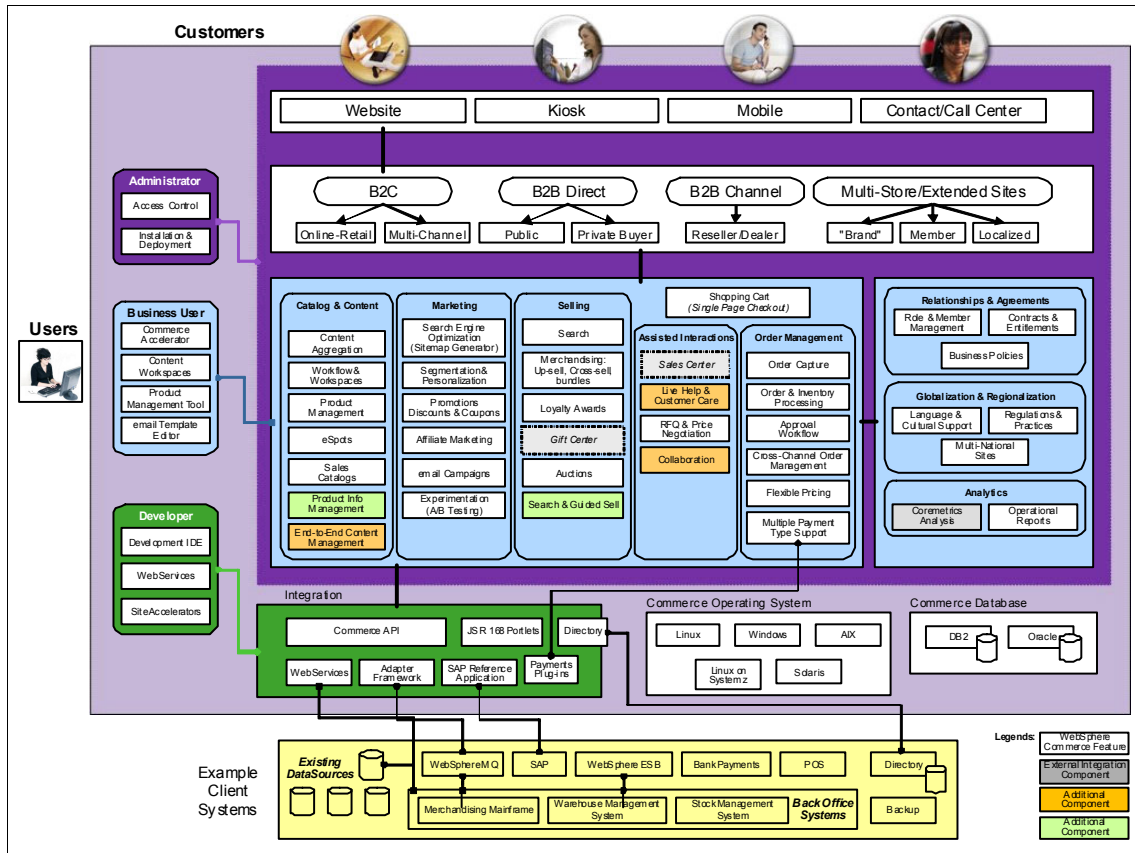 Customers
Website
Kiosk
Mobile
Contact/Call Center
B2C
B2B Direct
B2B Channel
Multi-Store/Extended Sites
Online-Retail
Multi-Channel
Public
Private Buyer
Reseller/Dealer
"Brand"
Member
Localized
Administrator
Access Control
Installation &
Deployment
Users
Business User
Commerce
Accelerator
Content
Workspaces
Product
Management Tool
email Template
Editor
Developer
Development IDE
WebServices
SiteAccelerators
Catalog & Content
Content
Aggregation
Workflow &
Workspaces
Product
Management
eSpots
Sales
Catalogs
Product Info
Management
End-to-End Content
Management
Marketing
Search Engine
Optimization
(Sitemap Generator)
Segmentation &
Personalization
Promotions
Discounts & Coupons
Affiliate Marketing
email Campaigns
Experimentation
(A/B Testing)
Selling
Search
Merchandising:
Up-sell, Cross-sell,
bundles
Loyalty Awards
Gift Center
Auctions
Search & Guided Sell
Shopping Cart
(Single Page Checkout)
Assisted Interactions
Sales Center
Live Help &
Customer Care
RFQ & Price
Negotiation
Collaboration
Order Management
Order Capture
Order & Inventory
Processing
Approval
Workflow
Cross-Channel Order
Management
Flexible Pricing
Multiple Payment
Type Support
Relationships & Agreements
Role & Member
Management
Contracts &
Entitlements
Business Policies
Globalization & Regionalization
Language &
Cultural Support
Regulations &
Practices
Multi-National
Sites
Analytics
Coremetrics
Analysis
Operational
Reports
Integration
Commerce API
JSR 168 Portlets
Directory
WebServices
Adapter
Framework
SAP Reference
Application
Payments
Plug-ins
Commerce Operating System
Linux
Windows
AIX
Linux on
System z
Solaris
Commerce Database
DB2
Oracle
Example
Client
Systems
Existing
DataSources
WebSphere MQ
SAP
WebSphere ESB
Bank Payments
POS
Directory
Merchandising Mainframe
Warehouse Management
System
Stock Management
System
Back Office
Systems
Backup
Legends:
WebSphere
Commerce Feature
External Integration
Component
Additional
Component
Additional
Component